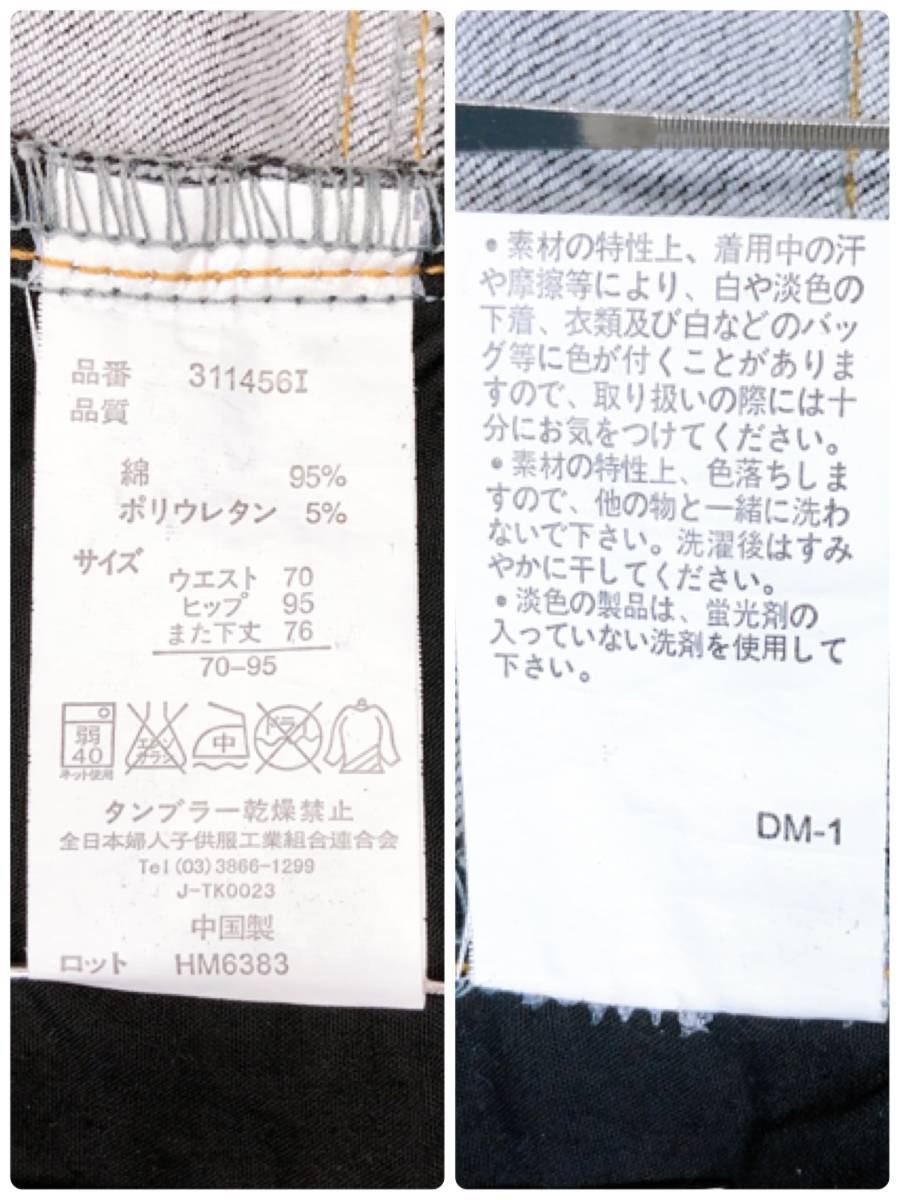 品番 311456I
品質
綿 95%
ポリウレタン 5%
サイズ
ウエスト 70
ヒップ 95
また下丈 76
70-95
弱
40
ネット使用
エンソ
サラシ
中
ドライ
タンブラー乾燥禁止
全日本婦人子供服工業組合連合会
Tel(03)3866-1299
J-TK0023
中国製
ロット HM6383
• 素材の特性上、着用中の汗
や摩擦等により、白や淡色の
下着、衣類及び白などのバッ
グ等に色が付くことがありま
すので、取り扱いの際には十
分にお気をつけてください。
• 素材の特性上、色落ちしま
すので、他の物と一緒に洗わ
ないで下さい。洗濯後はすみ
やかに干してください。
• 淡色の製品は、蛍光剤の
入っていない洗剤を使用して
下さい。
DM-1